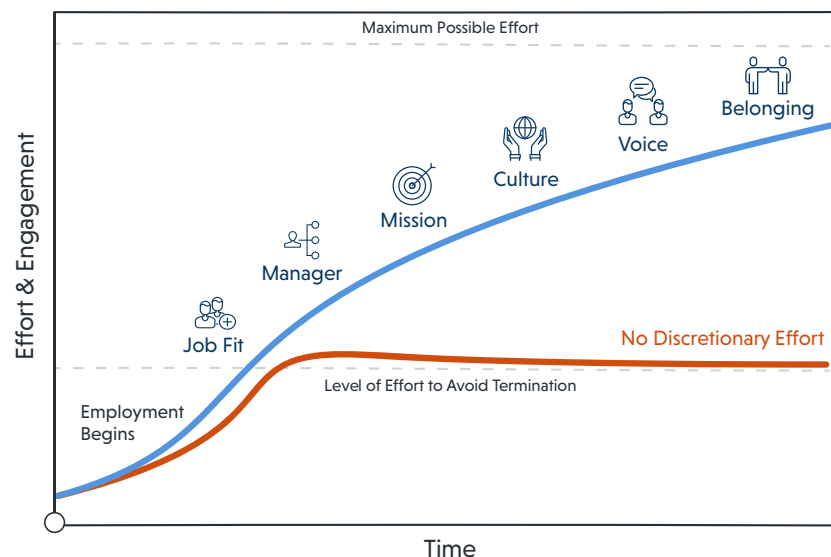 Maximum Possible Effort
Belonging
Voice
Culture
Mission
Manager
Job Fit
No Discretionary Effort
Level of Effort to Avoid Termination
Employment
Begins
Effort & Engagement
Time